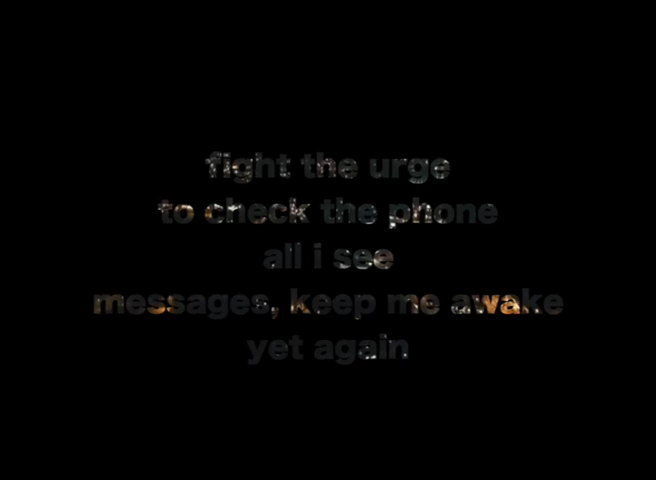 fight the urge
to check the phone
all i see
messages, keep me awake
yet again